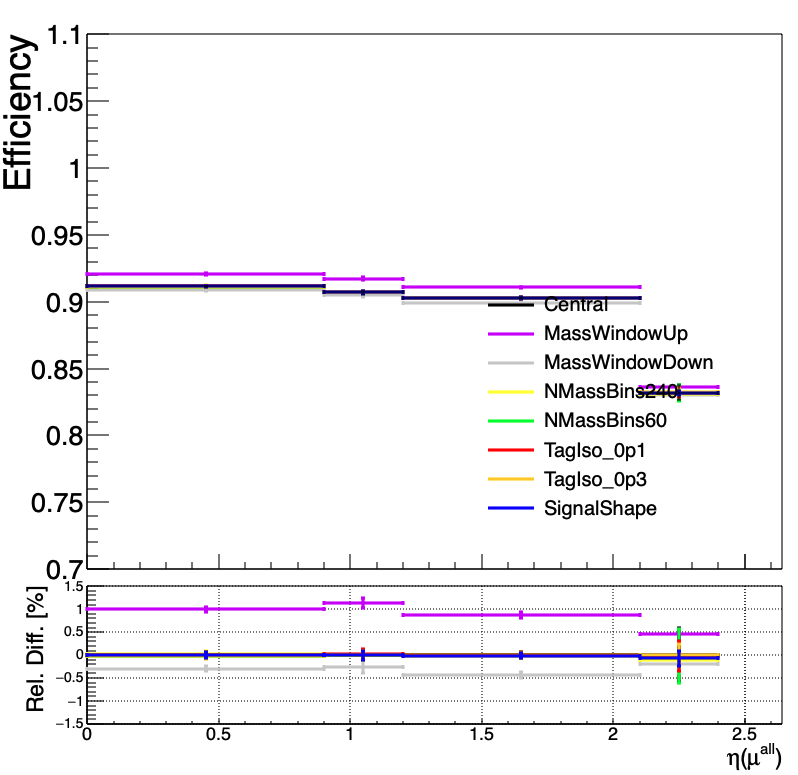 Efficiency
1.1
1.05
1
0.95
0.9
0.85
0.8
0.75
0.7
Central
MassWindowUp
MassWindowDown
NMassBins240
NMassBins60
TagIso_0p1
TagIso_0p3
SignalShape
Rel. Diff. [%]
1.5
1
0.5
0
−0.5
−1
−1.5
0 0.5 1 1.5 2 2.5
η(μ^all)